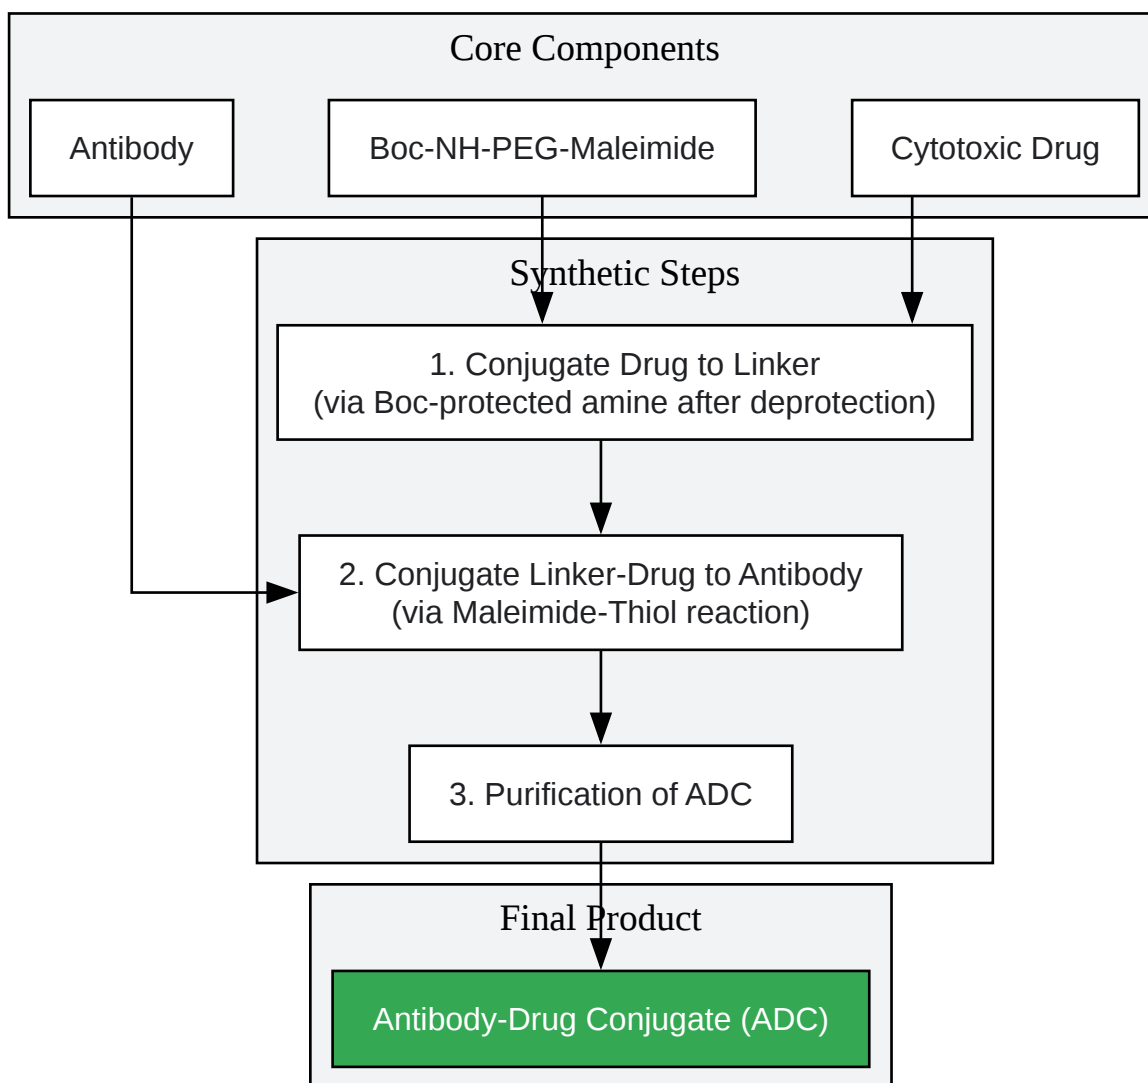 Core Components
Antibody
Boc-NH-PEG-Maleimide
Cytotoxic Drug
Synthetic Steps
1. Conjugate Drug to Linker
(via Boc-protected amine after deprotection)
2. Conjugate Linker-Drug to Antibody
(via Maleimide-Thiol reaction)
3. Purification of ADC
Final Product
Antibody-Drug Conjugate (ADC)